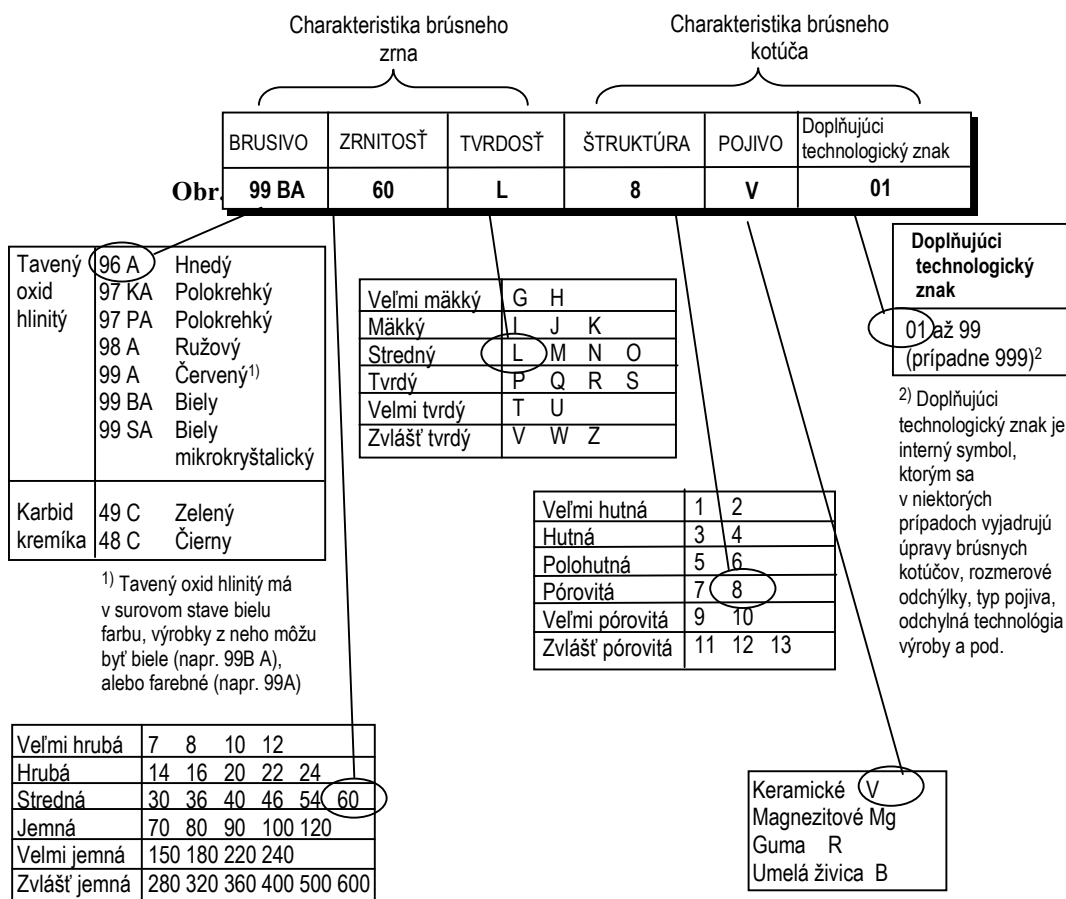 Charakteristika brúsneho
zrna
Charakteristika brúsneho
kotúča
BRUSIVO ZRNITOSŤ TVRDOSŤ ŠTRUKTÚRA POJIVO Doplňujúci
technologický znak
Obr. 99 BA 60 L 8 V 01
Tavený 96 A Hnedý
oxid 97 KA Polokrehký
hlinitý 97 PA Polokrehký
98 A Ružový
99 A Červený1)
99 BA Biely
99 SA Biely
mikrokryštalický
Karbid 49 C Zelený
kremíka 48 C Čierny
1) Tavený oxid hlinitý má
v surovom stave bielu
farbu, výrobky z neho môžu
byť biele (napr. 99B A),
alebo farebné (napr. 99A)
Veľmi mäkký G H
Mäkký I J K
Stredný L M N O
Tvrdý P Q R S
Velmi tvrdý T U
Zvlášť tvrdý V W Z
Doplňujúci
technologický
znak
01 až 99
(prípadne 999)2
2) Doplňujúci
technologický znak je
interný symbol,
ktorým sa
v niektorých
prípadoch vyjadrujú
úpravy brúsnych
kotúčov, rozmerové
odchýlky, typ pojiva,
odchylná technológia
výroby a pod.
Veľmi hutná 1 2
Hutná 3 4
Polohutná 5 6
Pórovitá 7 8
Veľmi pórovitá 9 10
Zvlášť pórovitá 11 12 13
Veľmi hrubá 7 8 10 12
Hrubá 14 16 20 22 24
Stredná 30 36 40 46 54 60
Jemná 70 80 90 100 120
Velmi jemná 150 180 220 240
Zvlášť jemná 280 320 360 400 500 600
Keramické V
Magnezitové Mg
Guma R
Umelá živica B